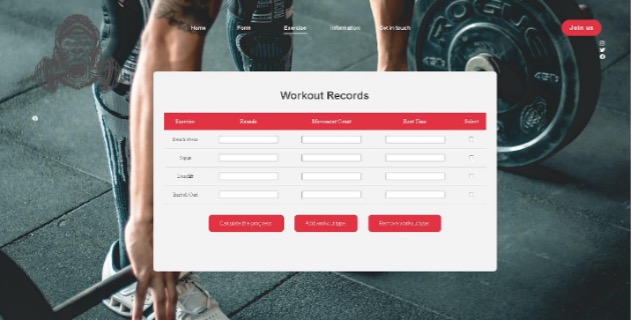 Home Form Exercise Information Get in touch Join us
Workout Records
Exercise Rounds Movement Count Rest Time Select
Bench Press
Squat
Deadlift
Barbell Curl
Calculate the progress Add workout type Remove workout type